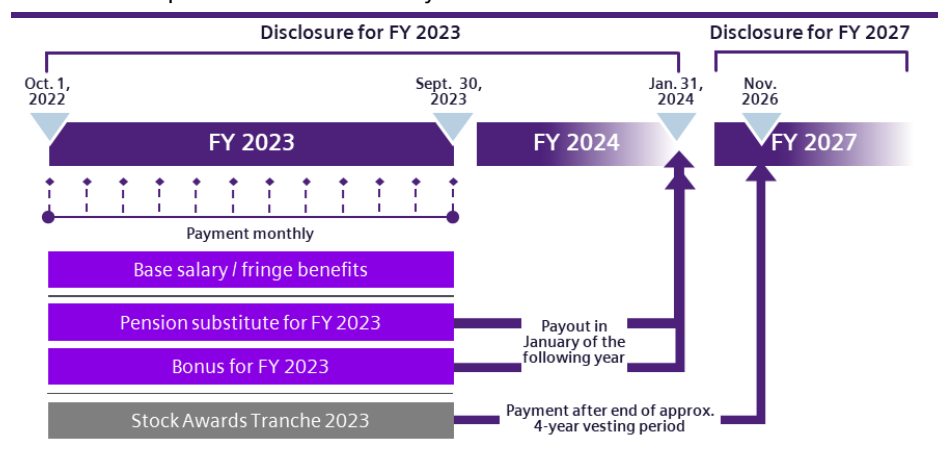 Disclosure for FY 2023
Disclosure for FY 2027
Oct. 1,
2022
Sept. 30,
2023
Jan. 31,
2024
Nov.
2026
FY 2023
FY 2024
FY 2027
Payment monthly
Base salary / fringe benefits
Pension substitute for FY 2023
Bonus for FY 2023
Payout in
January of the
following year
Stock Awards Tranche 2023
Payment after end of approx.
4-year vesting period